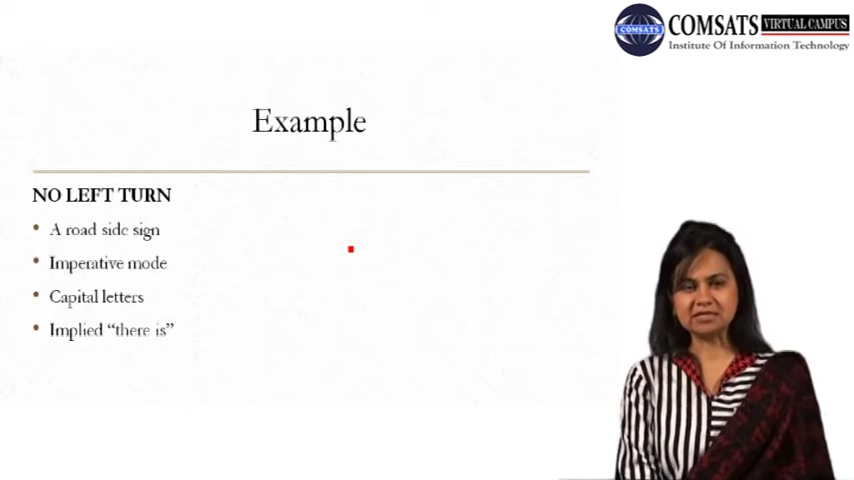 COMSATS VIRTUAL CAMPUS
COMSATS
Institute Of Information Technology
Example
NO LEFT TURN
• A road side sign
• Imperative mode
• Capital letters
• Implied “there is”